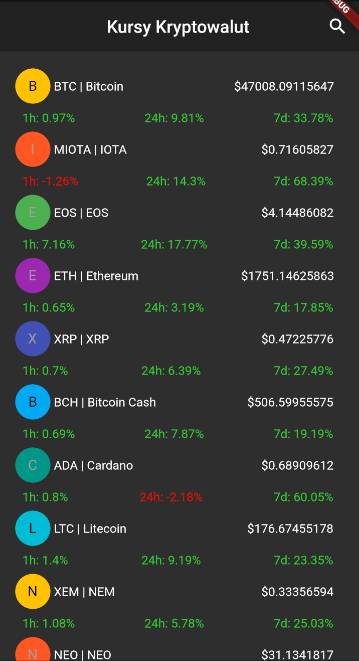 BUG
Kursy Kryptowalut
B BTC | Bitcoin $47008.09115647
1h: 0.97% 24h: 9.81% 7d: 33.78%
I MIOTA | IOTA $0.71605827
1h: -1.26% 24h: 14.3% 7d: 68.39%
E EOS | EOS $4.14486082
1h: 7.16% 24h: 17.77% 7d: 39.59%
E ETH | Ethereum $1751.14625863
1h: 0.65% 24h: 3.19% 7d: 17.85%
X XRP | XRP $0.47225776
1h: 0.7% 24h: 6.39% 7d: 27.49%
B BCH | Bitcoin Cash $506.59955575
1h: 0.69% 24h: 7.87% 7d: 19.19%
C ADA | Cardano $0.68909612
1h: 0.8% 24h: -2.18% 7d: 60.05%
L LTC | Litecoin $176.67455178
1h: 1.4% 24h: 9.19% 7d: 23.35%
N XEM | NEM $0.33356594
1h: 1.08% 24h: 5.78% 7d: 25.03%
N NEO | NEO $31.1341817